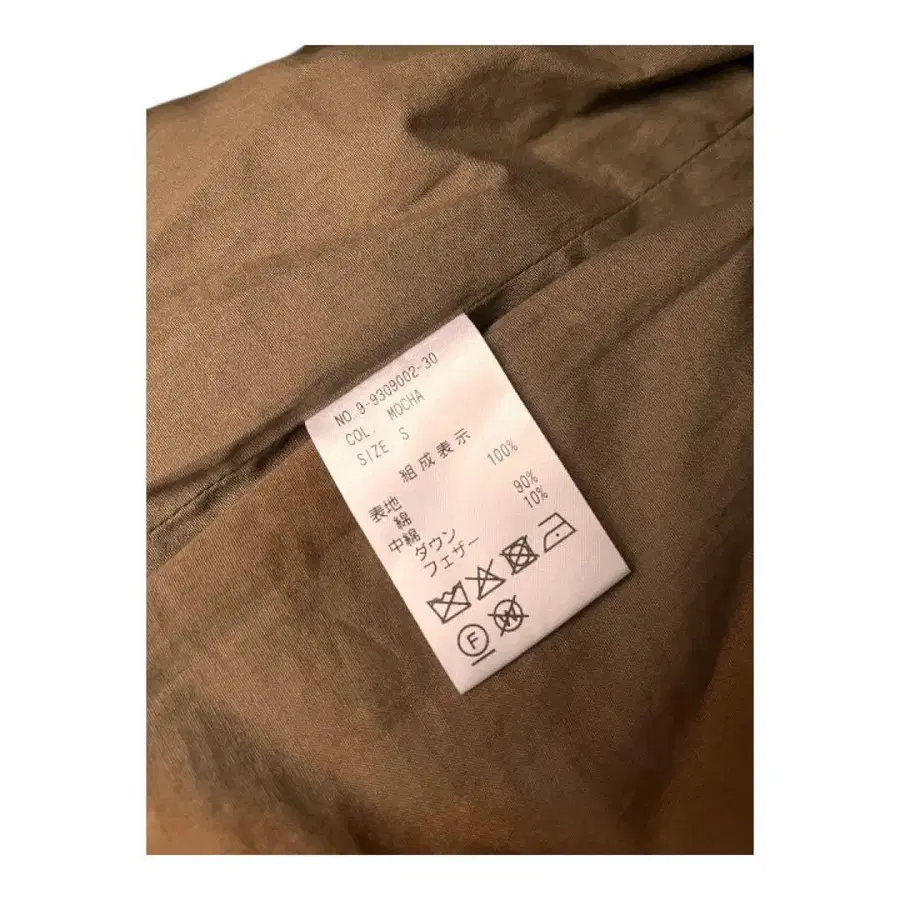 NO.9-9309002-30
COL. MOCHA
SIZE S
組成表示
表地
綿 100%
中綿
ダウン 90%
フェザー 10%
F
W